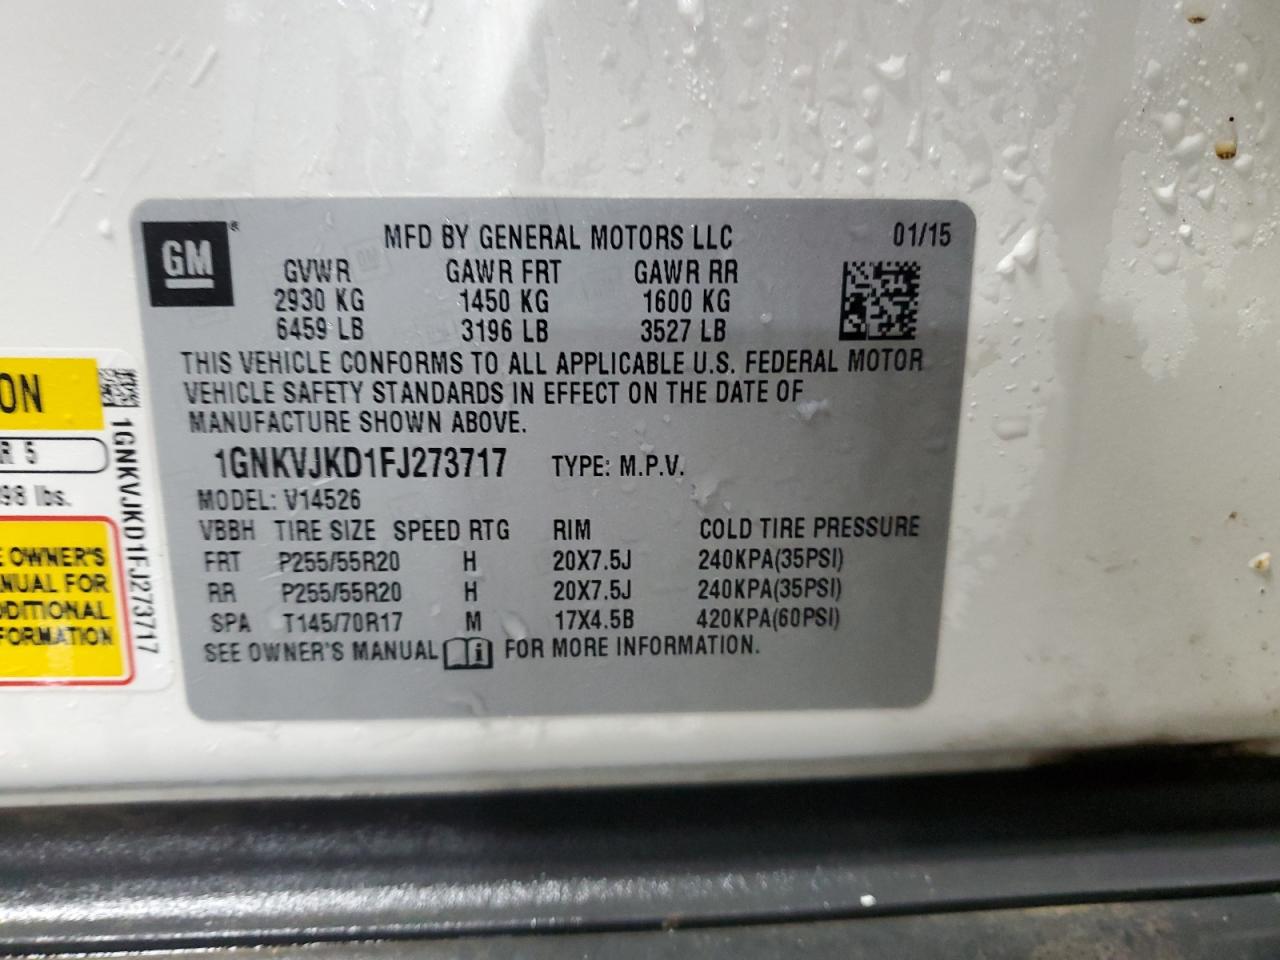 GM ®
MFD BY GENERAL MOTORS LLC 01/15
GVWR GAWR FRT GAWR RR
2930 KG 1450 KG 1600 KG
6459 LB 3196 LB 3527 LB
THIS VEHICLE CONFORMS TO ALL APPLICABLE U.S. FEDERAL MOTOR
VEHICLE SAFETY STANDARDS IN EFFECT ON THE DATE OF
MANUFACTURE SHOWN ABOVE.
1GNKVJKD1FJ273717 TYPE: M.P.V.
MODEL: V14526
VBBH TIRE SIZE SPEED RTG RIM COLD TIRE PRESSURE
FRT P255/55R20 H 20X7.5J 240KPA(35PSI)
RR P255/55R20 H 20X7.5J 240KPA(35PSI)
SPA T145/70R17 M 17X4.5B 420KPA(60PSI)
SEE OWNER'S MANUAL i FOR MORE INFORMATION.
ON
R 5
98 lbs.
E OWNER'S
NUAL FOR
DDITIONAL
FORMATION
1GNKVJKD1FJ273717